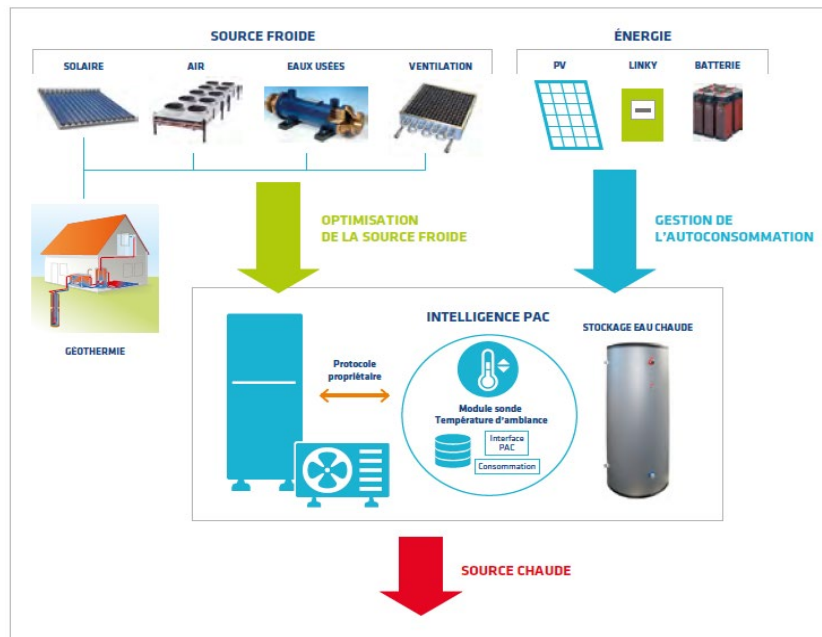 SOURCE FROIDE
ÉNERGIE
SOLAIRE
AIR
EAUX USÉES
VENTILATION
PV
LINKY
BATTERIE
OPTIMISATION
DE LA SOURCE FROIDE
GESTION DE
L'AUTOCONSOMMATION
GÉOTHERMIE
INTELLIGENCE PAC
STOCKAGE EAU CHAUDE
Protocole
propriétaire
Module sonde
Température d'ambiance
Interface
PAC
Consommation
SOURCE CHAUDE